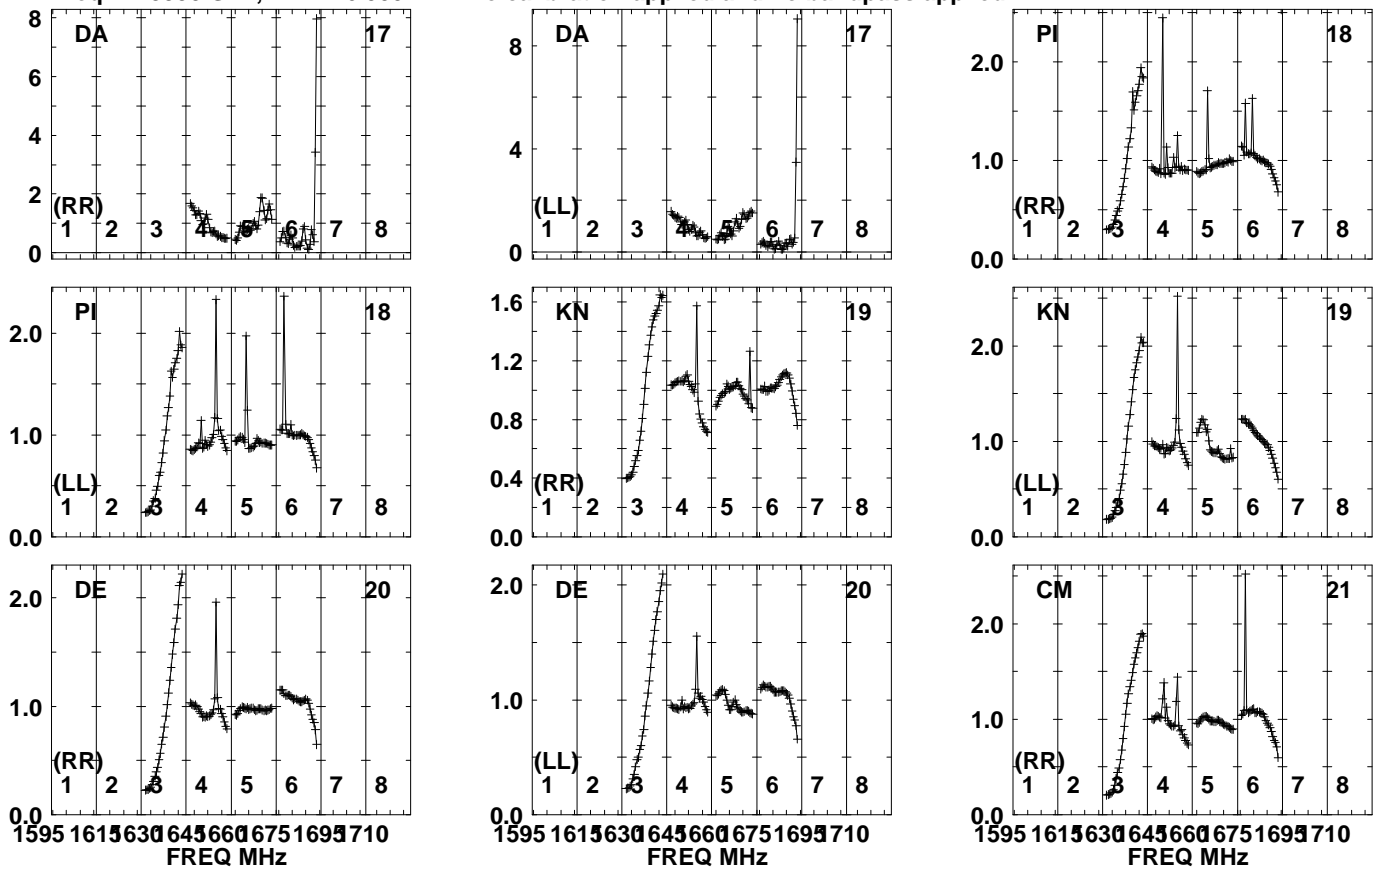 8 DA 17
6
4
2
(RR)
0 1 2 3 4 5 6 7 8
DA 17
8
4
(LL)
0 1 2 3 4 5 6 7 8
PI 18
2.0
1.0
(RR)
1 2 3 4 5 6 7 8
0.0
PI 18
2.0
1.0
(LL)
1 2 3 4 5 6 7 8
0.0
1.6 KN 19
1.2
0.8
0.4 (RR)
1 2 3 4 5 6 7 8
0.0
KN 19
2.0
1.0
(LL)
1 2 3 4 5 6 7 8
0.0
DE 20
2.0
1.0
(RR)
1 2 3 4 5 6 7 8
0.0
1595 1615 1630 1645 1660 1675 1695 1710
FREQ MHz
DE 20
2.0
1.0
(LL)
1 2 3 4 5 6 7 8
0.0
1595 1615 1630 1645 1660 1675 1695 1710
FREQ MHz
CM 21
2.0
1.0
(RR)
1 2 3 4 5 6 7 8
0.0
1595 1615 1630 1645 1660 1675 1695 1710
FREQ MHz